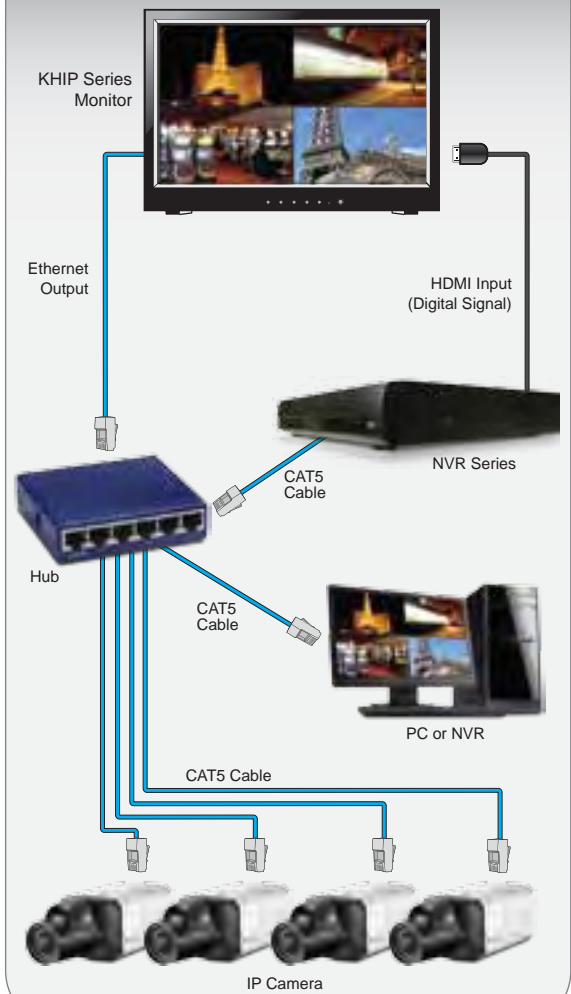 KHIP Series
Monitor
Ethernet
Output
HDMI Input
(Digital Signal)
NVR Series
CAT5
Cable
Hub
CAT5
Cable
PC or NVR
CAT5 Cable
IP Camera